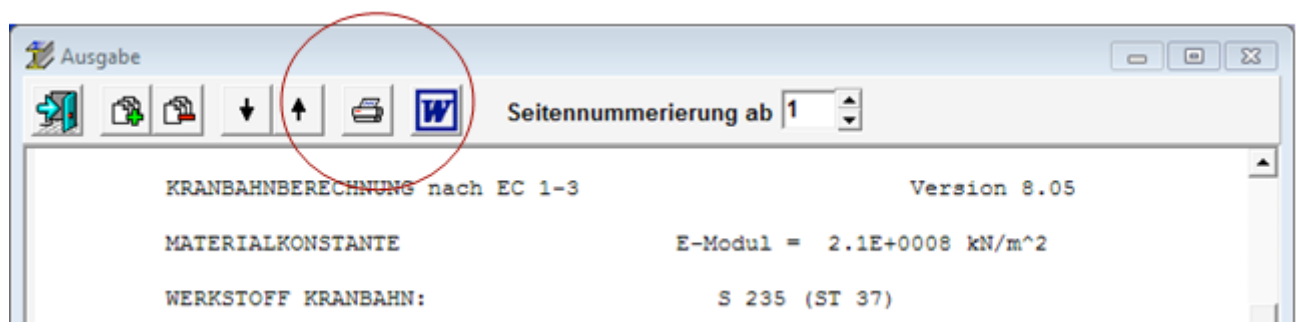 Ausgabe
W Seitennummerierung ab 1
KRANBAHNBERECHNUNG nach EC 1-3 Version 8.05
MATERIALKONSTANTE E-Modul = 2.1E+0008 kN/m^2
WERKSTOFF KRANBAHN: S 235 (ST 37)